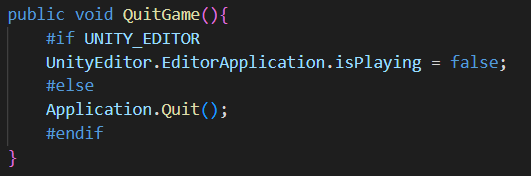 public void QuitGame(){
    #if UNITY_EDITOR
    UnityEditor.EditorApplication.isPlaying = false;
    #else
    Application.Quit();
    #endif
}